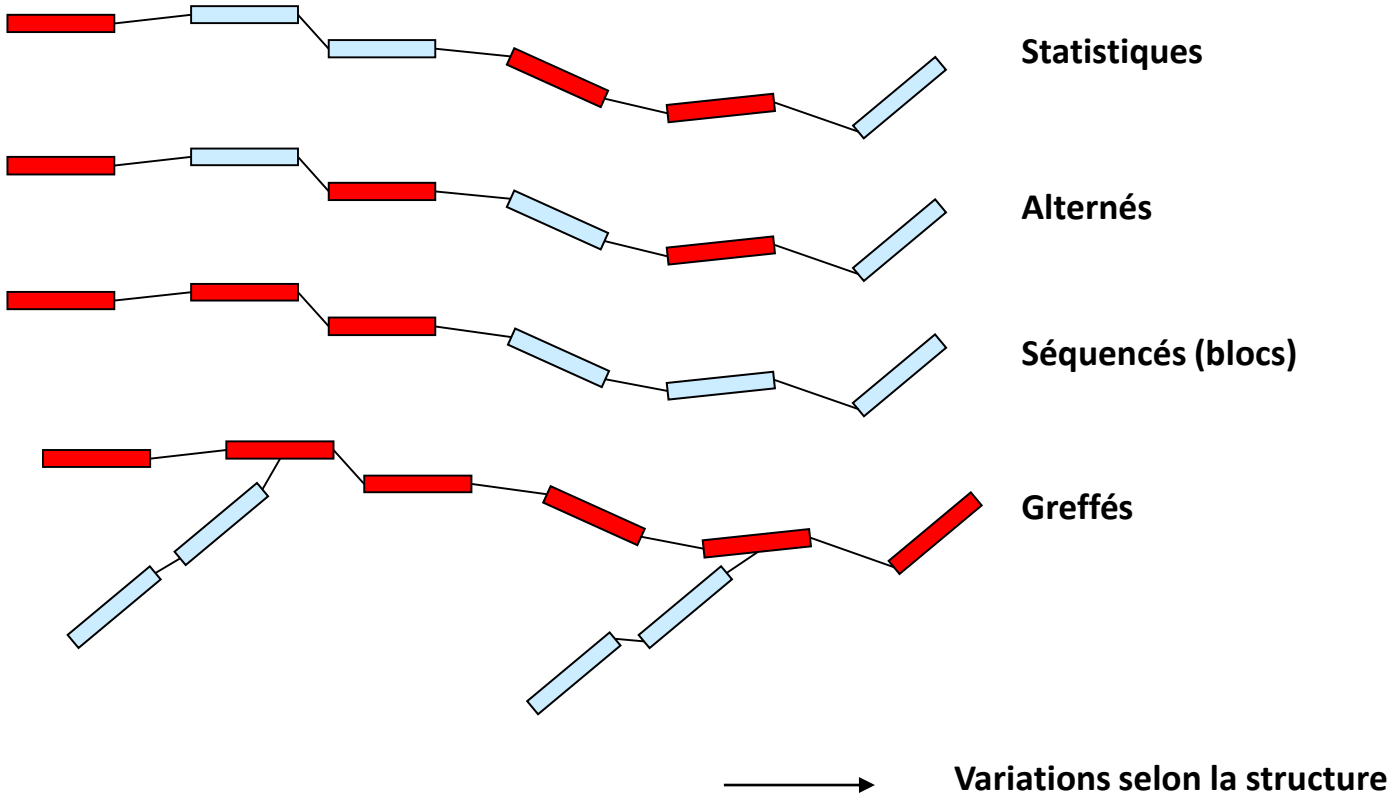 Statistiques
Alternés
Séquencés (blocs)
Greffés
Variations selon la structure